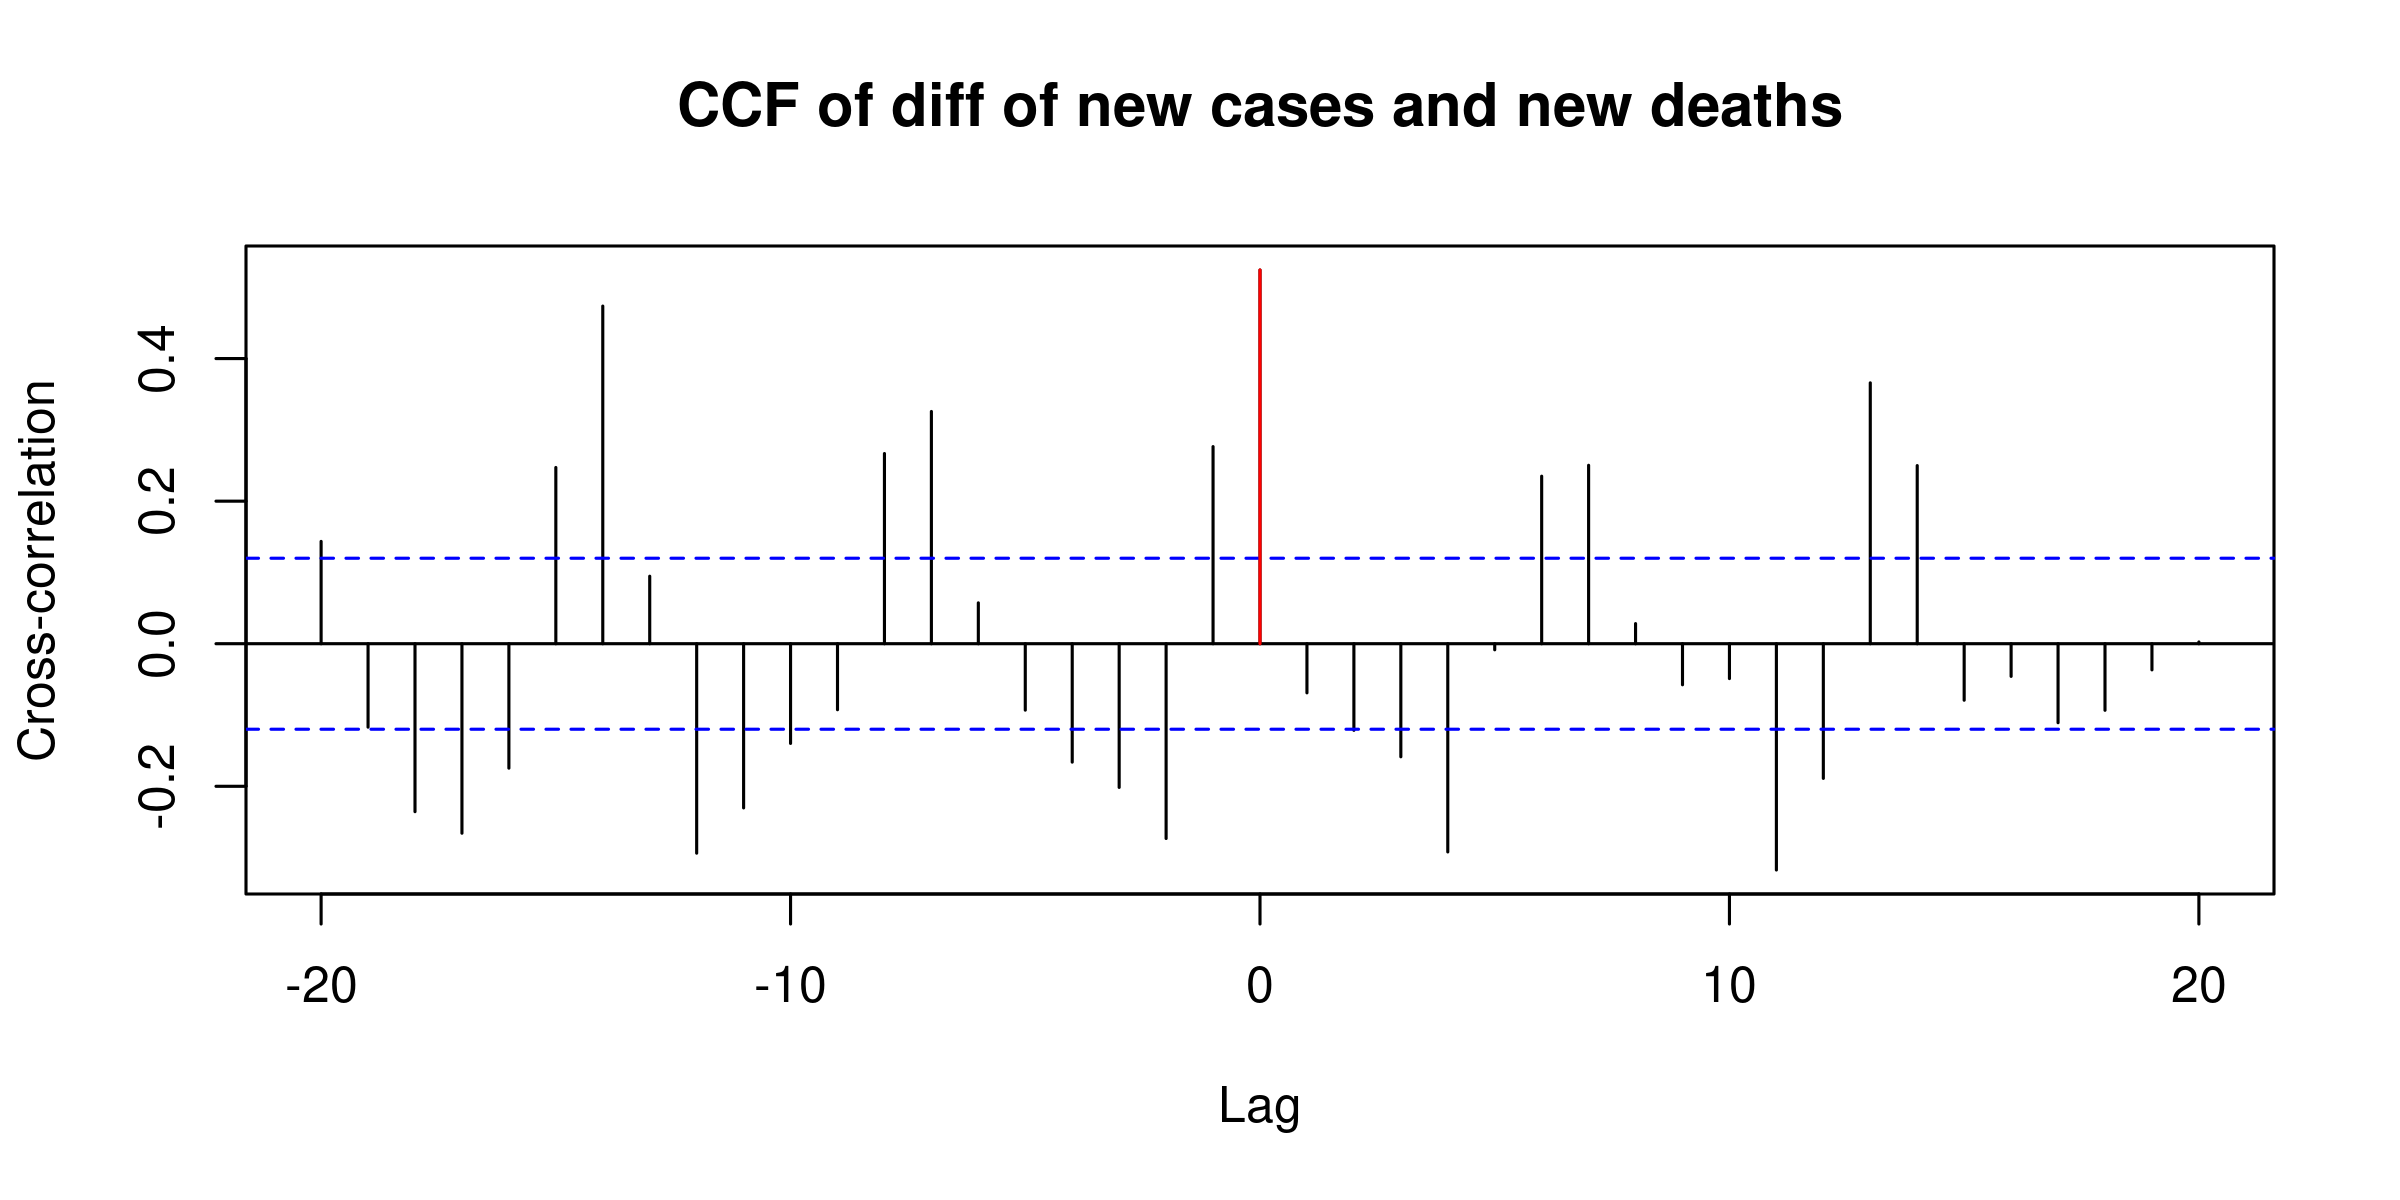 CCF of diff of new cases and new deaths
Cross-correlation
0.4
0.2
0.0
-0.2
-20 -10 0 10 20
Lag